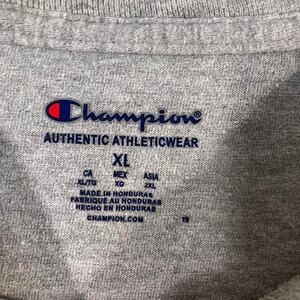 Champion
AUTHENTIC ATHLETICWEAR
XL
CA MEX ASIA
XL/TG XG 2XL
MADE IN HONDURAS
FABRIQUÉ AU HONDURAS
HECHO EN HONDURAS
CHAMPION.COM